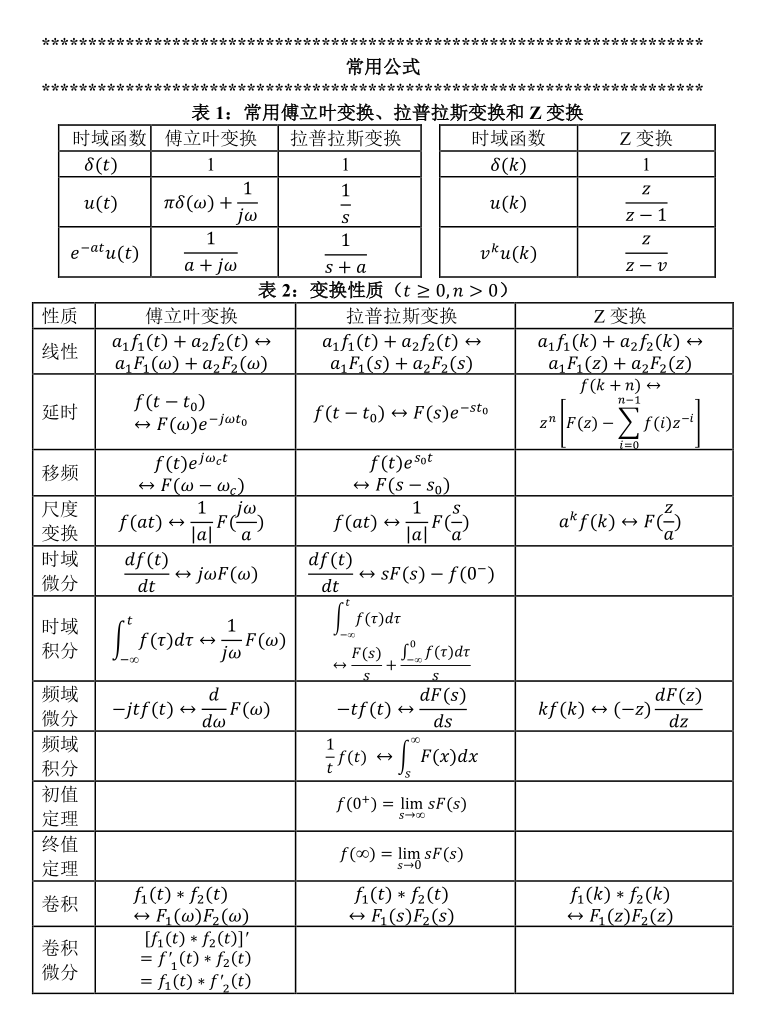 ***********************************************************************
常用公式
***********************************************************************
表 1：常用傅立叶变换、拉普拉斯变换和 Z 变换
时域函数 傅立叶变换 拉普拉斯变换 时域函数 Z 变换
δ(t) 1 1 δ(k) 1
u(t) πδ(ω) + 1/jω 1/s u(k) z/(z − 1)
e^{−at}u(t) 1/(a + jω) 1/(s + a) v^k u(k) z/(z − v)
表 2：变换性质（t ≥ 0, n > 0）
性质 傅立叶变换 拉普拉斯变换 Z 变换
线性 a₁f₁(t) + a₂f₂(t) ↔ a₁F₁(ω) + a₂F₂(ω) a₁f₁(t) + a₂f₂(t) ↔ a₁F₁(s) + a₂F₂(s) a₁f₁(k) + a₂f₂(k) ↔ a₁F₁(z) + a₂F₂(z)
延时 f(t − t₀) ↔ F(ω)e^{−jωt₀} f(t − t₀) ↔ F(s)e^{−st₀} f(k + n) ↔ z^n [F(z) − ∑_{i=0}^{n−1} f(i)z^{−i}]
移频 f(t)e^{jω_c t} ↔ F(ω − ω_c) f(t)e^{s₀t} ↔ F(s − s₀)
尺度变换 f(at) ↔ 1/|a| F(jω/a) f(at) ↔ 1/|a| F(s/a) a^k f(k) ↔ F(z/a)
时域微分 df(t)/dt ↔ jωF(ω) df(t)/dt ↔ sF(s) − f(0⁻)
时域积分 ∫_{−∞}^{t} f(τ)dτ ↔ 1/jω F(ω) ∫_{−∞}^{t} f(τ)dτ ↔ F(s)/s + ∫_{−∞}^{0} f(τ)dτ/s
频域微分 −jtf(t) ↔ d/dω F(ω) −tf(t) ↔ dF(s)/ds kf(k) ↔ (−z) dF(z)/dz
频域积分 1/t f(t) ↔ ∫_{s}^{∞} F(x)dx
初值定理 f(0⁺) = lim_{s→∞} sF(s)
终值定理 f(∞) = lim_{s→0} sF(s)
卷积 f₁(t) ∗ f₂(t) ↔ F₁(ω)F₂(ω) f₁(t) ∗ f₂(t) ↔ F₁(s)F₂(s) f₁(k) ∗ f₂(k) ↔ F₁(z)F₂(z)
卷积微分 [f₁(t) ∗ f₂(t)]′ = f′₁(t) ∗ f₂(t) = f₁(t) ∗ f′₂(t)